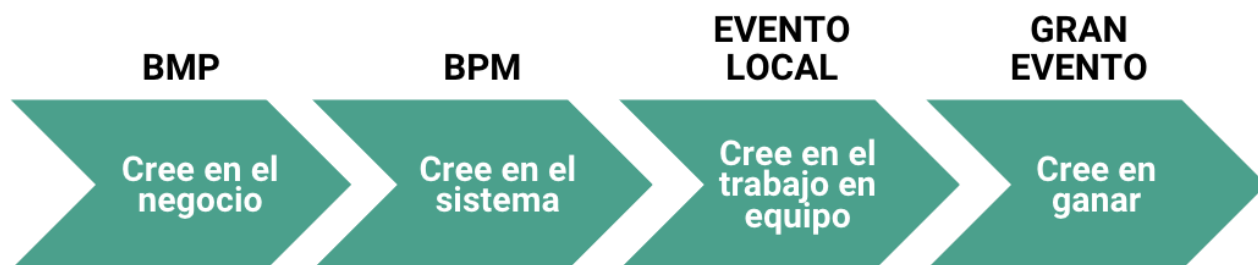 BMP
BPM
EVENTO
LOCAL
GRAN
EVENTO
Cree en el
negocio
Cree en el
sistema
Cree en el
trabajo en
equipo
Cree en
ganar